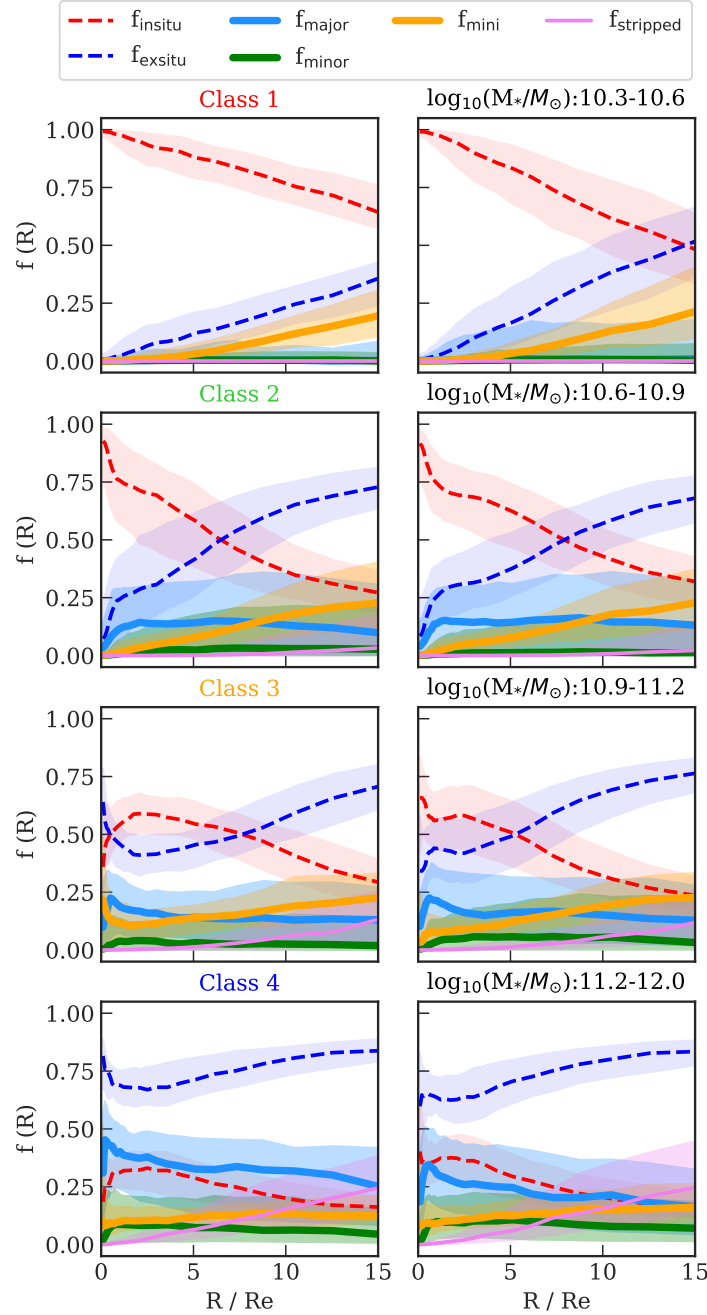 f_insitu f_major f_mini f_stripped
f_exsitu f_minor
Class 1 log₁₀(M*/M⊙):10.3-10.6
1.00
0.75
0.50
0.25
0.00
f (R)
Class 2 log₁₀(M*/M⊙):10.6-10.9
1.00
0.75
0.50
0.25
0.00
f (R)
Class 3 log₁₀(M*/M⊙):10.9-11.2
1.00
0.75
0.50
0.25
0.00
f (R)
Class 4 log₁₀(M*/M⊙):11.2-12.0
1.00
0.75
0.50
0.25
0.00
f (R)
0 5 10 15 0 5 10 15
R / Re R / Re